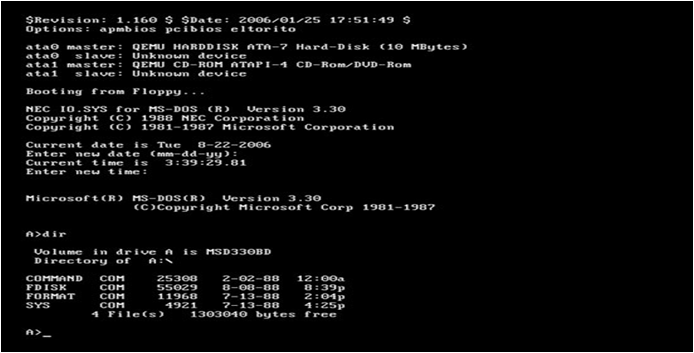 $Revision: 1.160 $ $Date: 2006/01/25 17:51:49 $
Options: apmbios pcibios eltorito
ata0 master: QEMU HARDDISK ATA-7 Hard-Disk (10 MBytes)
ata0  slave: Unknown device
ata1 master: QEMU CD-ROM ATAPI-4 CD-Rom/DVD-Rom
ata1  slave: Unknown device
Booting from Floppy...
NEC IO.SYS for MS-DOS (R)  Version 3.30
Copyright (C) 1988 NEC Corporation
Copyright (C) 1981-1987 Microsoft Corporation
Current date is Tue  8-22-2006
Enter new date (mm-dd-yy):
Current time is  3:39:29.81
Enter new time:
Microsoft(R) MS-DOS(R)  Version 3.30
(C)Copyright Microsoft Corp 1981-1987
A>dir
Volume in drive A is MSD330BD
Directory of  A:\
COMMAND  COM    25308   2-02-88  12:00a
FDISK    COM    55029   8-08-88   8:39p
FORMAT   COM    11968   7-13-88   2:04p
SYS      COM     4921   7-13-88   4:25p
4 File(s)   1303040 bytes free
A>_